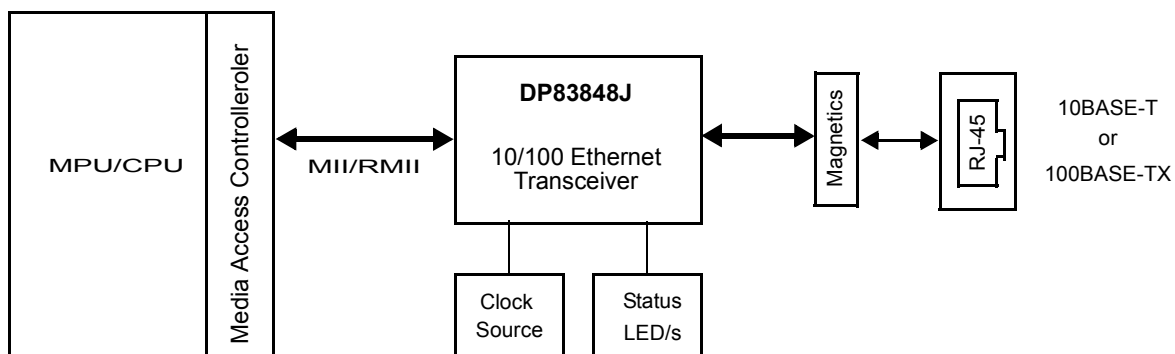 MPU/CPU
Media Access Controlleroler
MII/RMII
DP83848J
10/100 Ethernet
Transceiver
Magnetics
RJ-45
10BASE-T
or
100BASE-TX
Clock
Source
Status
LED/s